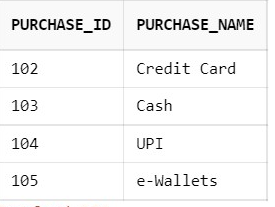 PURCHASE_ID PURCHASE_NAME
102 Credit Card
103 Cash
104 UPI
105 e-Wallets